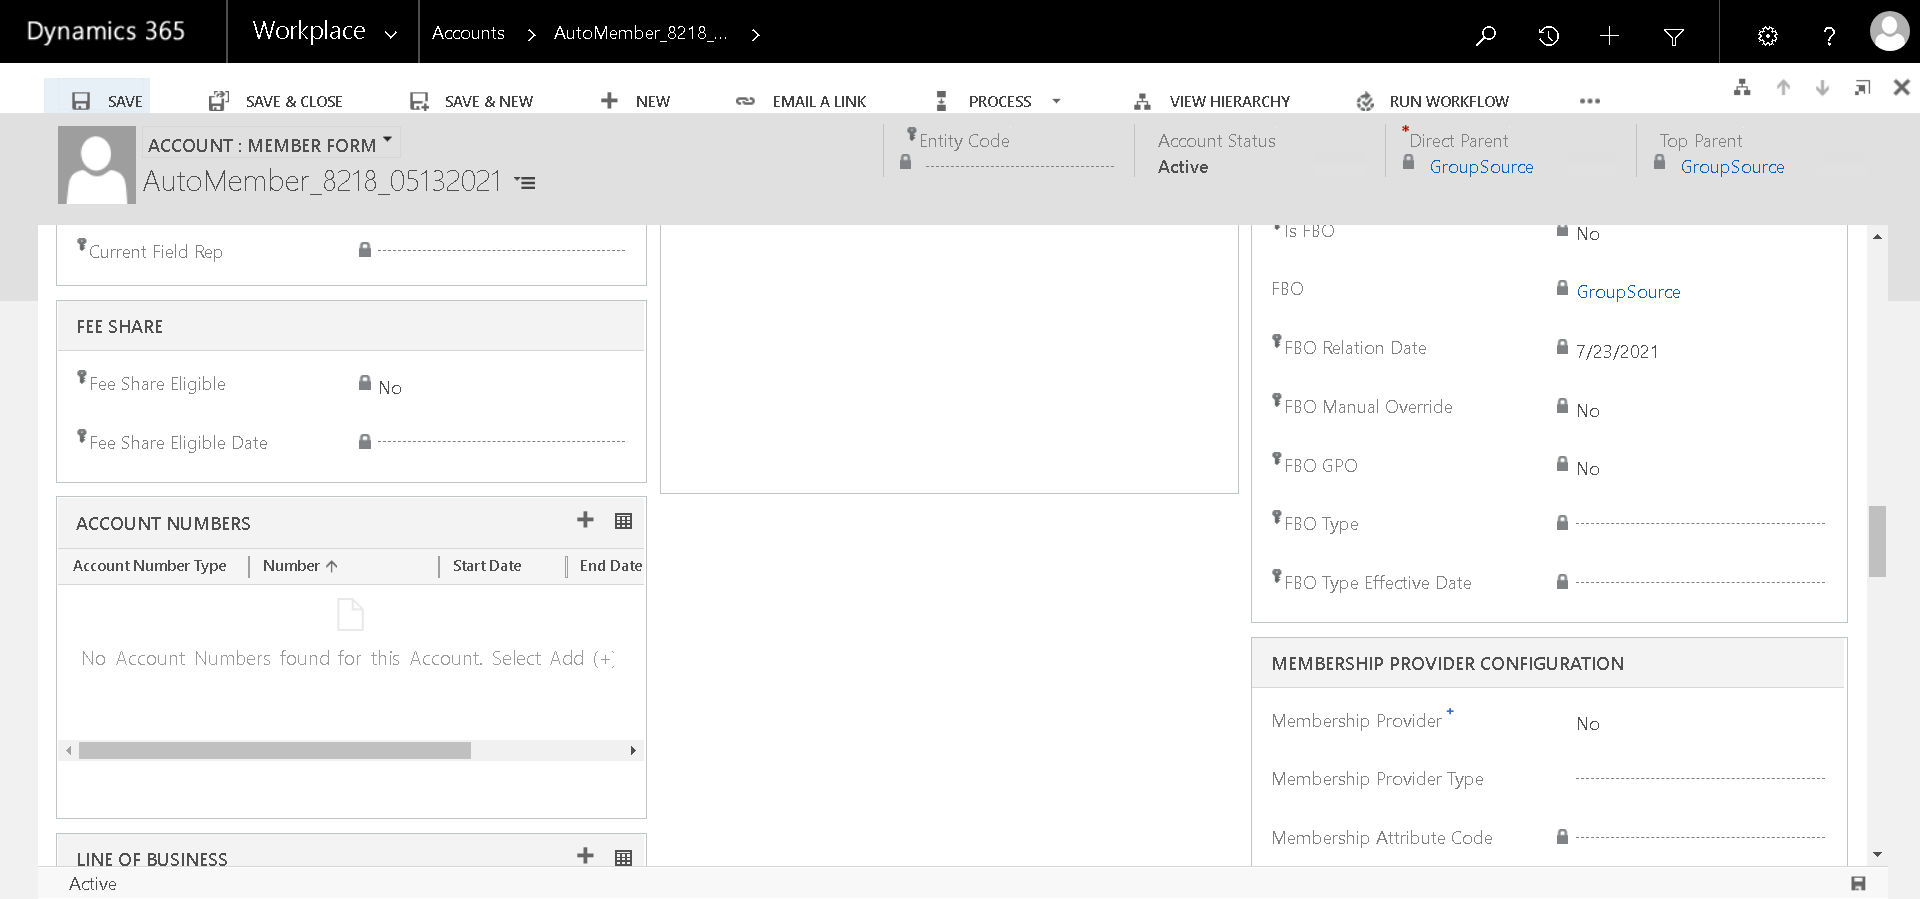 Dynamics 365
Workplace
Accounts
AutoMember_8218_...
SAVE
SAVE & CLOSE
SAVE & NEW
NEW
EMAIL A LINK
PROCESS
VIEW HIERARCHY
RUN WORKFLOW
ACCOUNT : MEMBER FORM
AutoMember_8218_05132021
Entity Code
Account Status
Active
*Direct Parent
GroupSource
Top Parent
GroupSource
Current Field Rep
FEE SHARE
Fee Share Eligible
No
Fee Share Eligible Date
ACCOUNT NUMBERS
Account Number Type
Number
Start Date
End Date
No Account Numbers found for this Account. Select Add (+)
LINE OF BUSINESS
Is FBO
No
FBO
GroupSource
FBO Relation Date
7/23/2021
FBO Manual Override
No
FBO GPO
No
FBO Type
FBO Type Effective Date
MEMBERSHIP PROVIDER CONFIGURATION
Membership Provider +
No
Membership Provider Type
Membership Attribute Code
Active